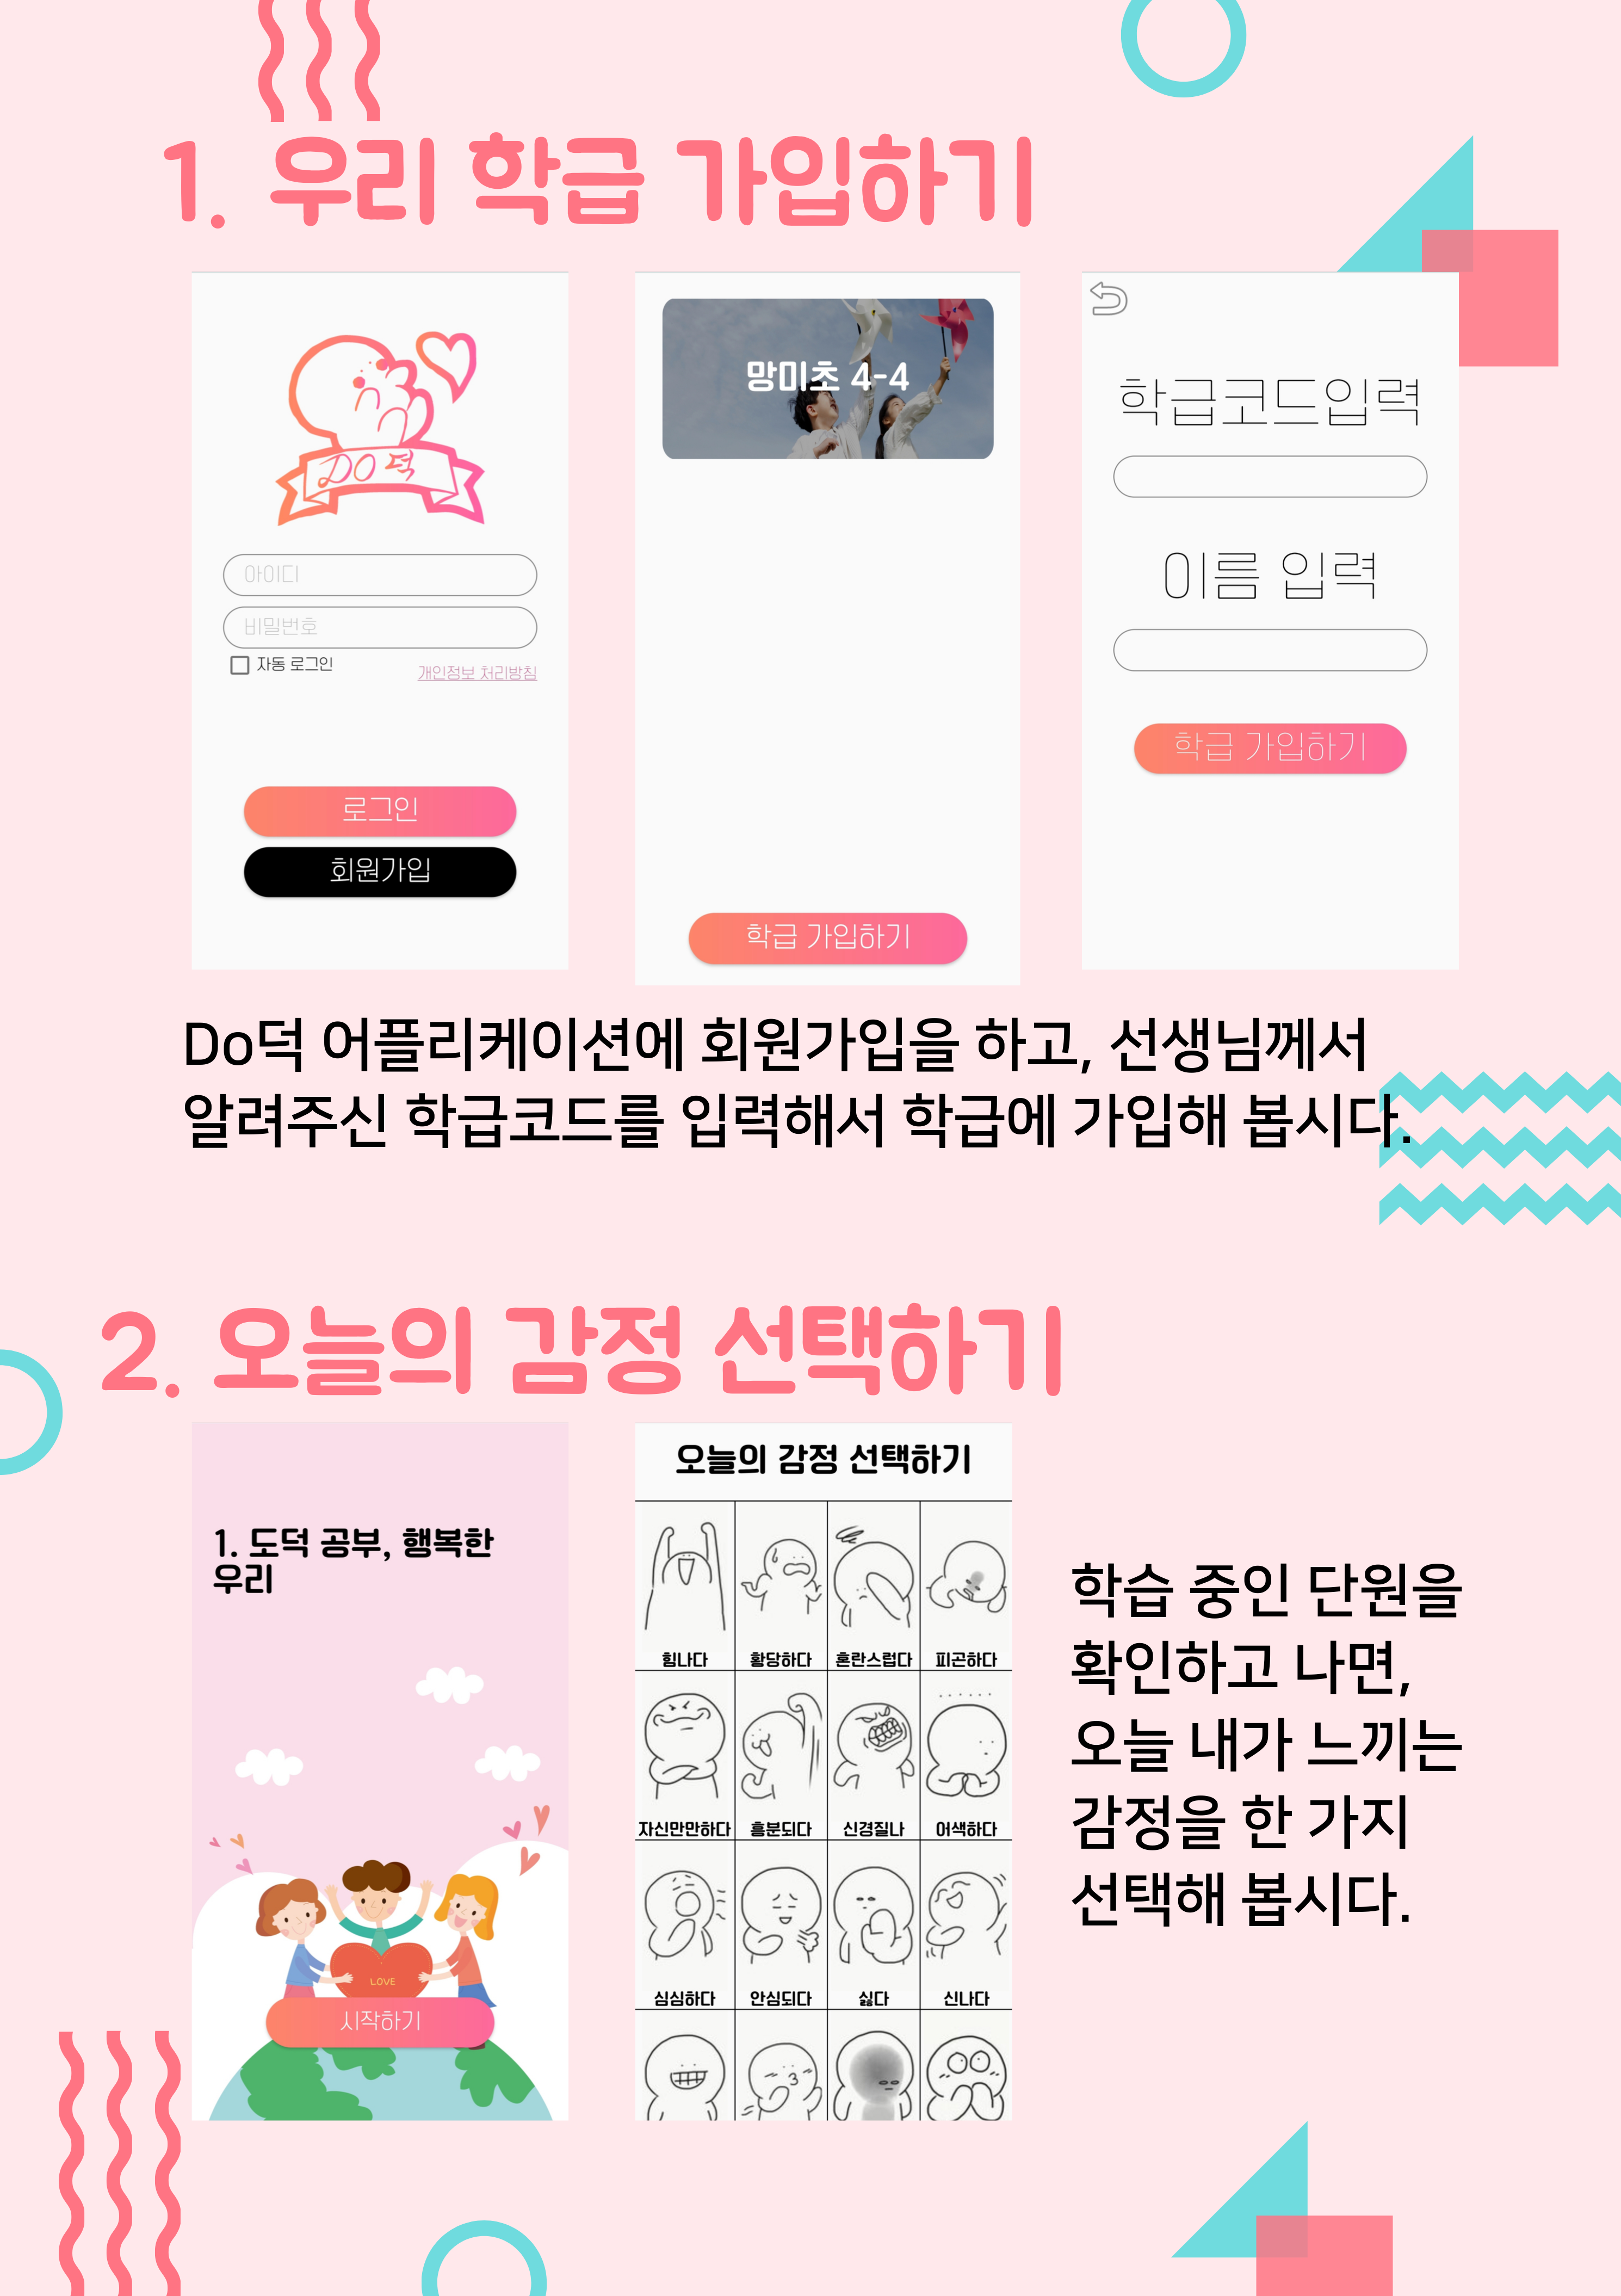 1. 우리 학급 가입하기
DO덕
아이디
비밀번호
자동 로그인
개인정보 처리방침
로그인
회원가입
망미초 4-4
학급 가입하기
학급코드입력
이름 입력
학급 가입하기
Do덕 어플리케이션에 회원가입을 하고, 선생님께서
알려주신 학급코드를 입력해서 학급에 가입해 봅시다.
2. 오늘의 감정 선택하기
1. 도덕 공부, 행복한
우리
LOVE
시작하기
오늘의 감정 선택하기
힘나다 황당하다 혼란스럽다 피곤하다
자신만만하다 흥분되다 신경질나 어색하다
심심하다 안심되다 싫다 신나다
학습 중인 단원을
확인하고 나면,
오늘 내가 느끼는
감정을 한 가지
선택해 봅시다.